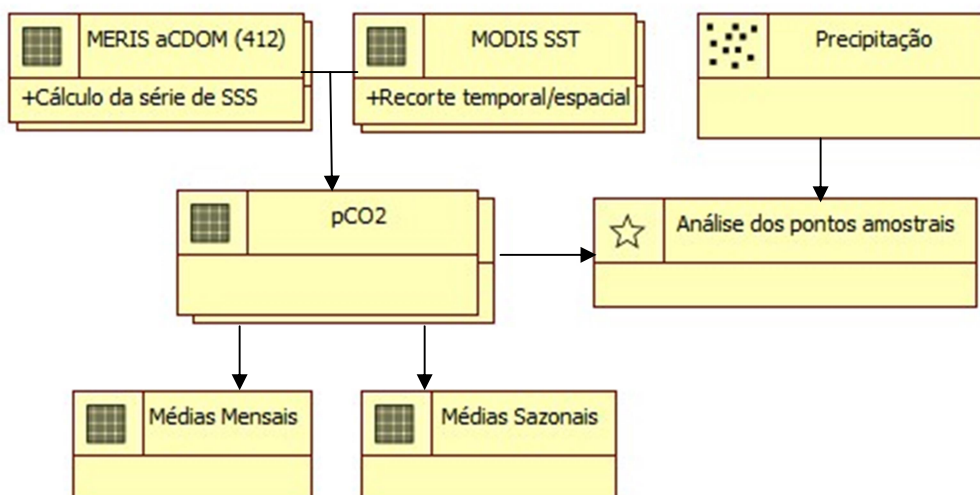 MERIS aCDOM (412)
+Cálculo da série de SSS
MODIS SST
+Recorte temporal/espacial
Precipitação
pCO2
Análise dos pontos amostrais
Médias Mensais
Médias Sazonais